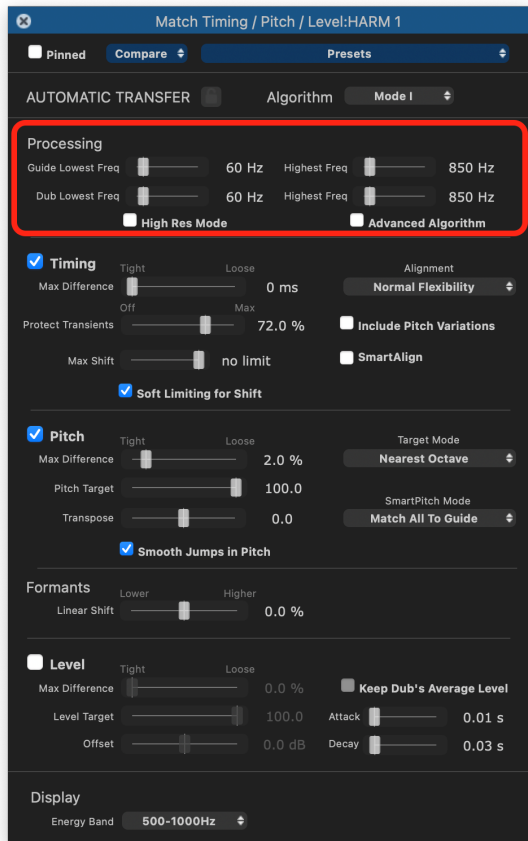 Match Timing / Pitch / Level:HARM 1
Pinned Compare Presets
AUTOMATIC TRANSFER Algorithm Mode I
Processing
Guide Lowest Freq 60 Hz Highest Freq 850 Hz
Dub Lowest Freq 60 Hz Highest Freq 850 Hz
High Res Mode Advanced Algorithm
Timing Tight Loose Alignment
Max Difference 0 ms Normal Flexibility
Off Max
Protect Transients 72.0 % Include Pitch Variations
Max Shift no limit SmartAlign
Soft Limiting for Shift
Pitch Tight Loose Target Mode
Max Difference 2.0 % Nearest Octave
Pitch Target 100.0
SmartPitch Mode
Transpose 0.0 Match All To Guide
Smooth Jumps in Pitch
Formants Lower Higher
Linear Shift 0.0 %
Level Tight Loose
Max Difference 0.0 % Keep Dub's Average Level
Level Target 100.0 Attack 0.01 s
Offset 0.0 dB Decay 0.03 s
Display
Energy Band 500-1000Hz